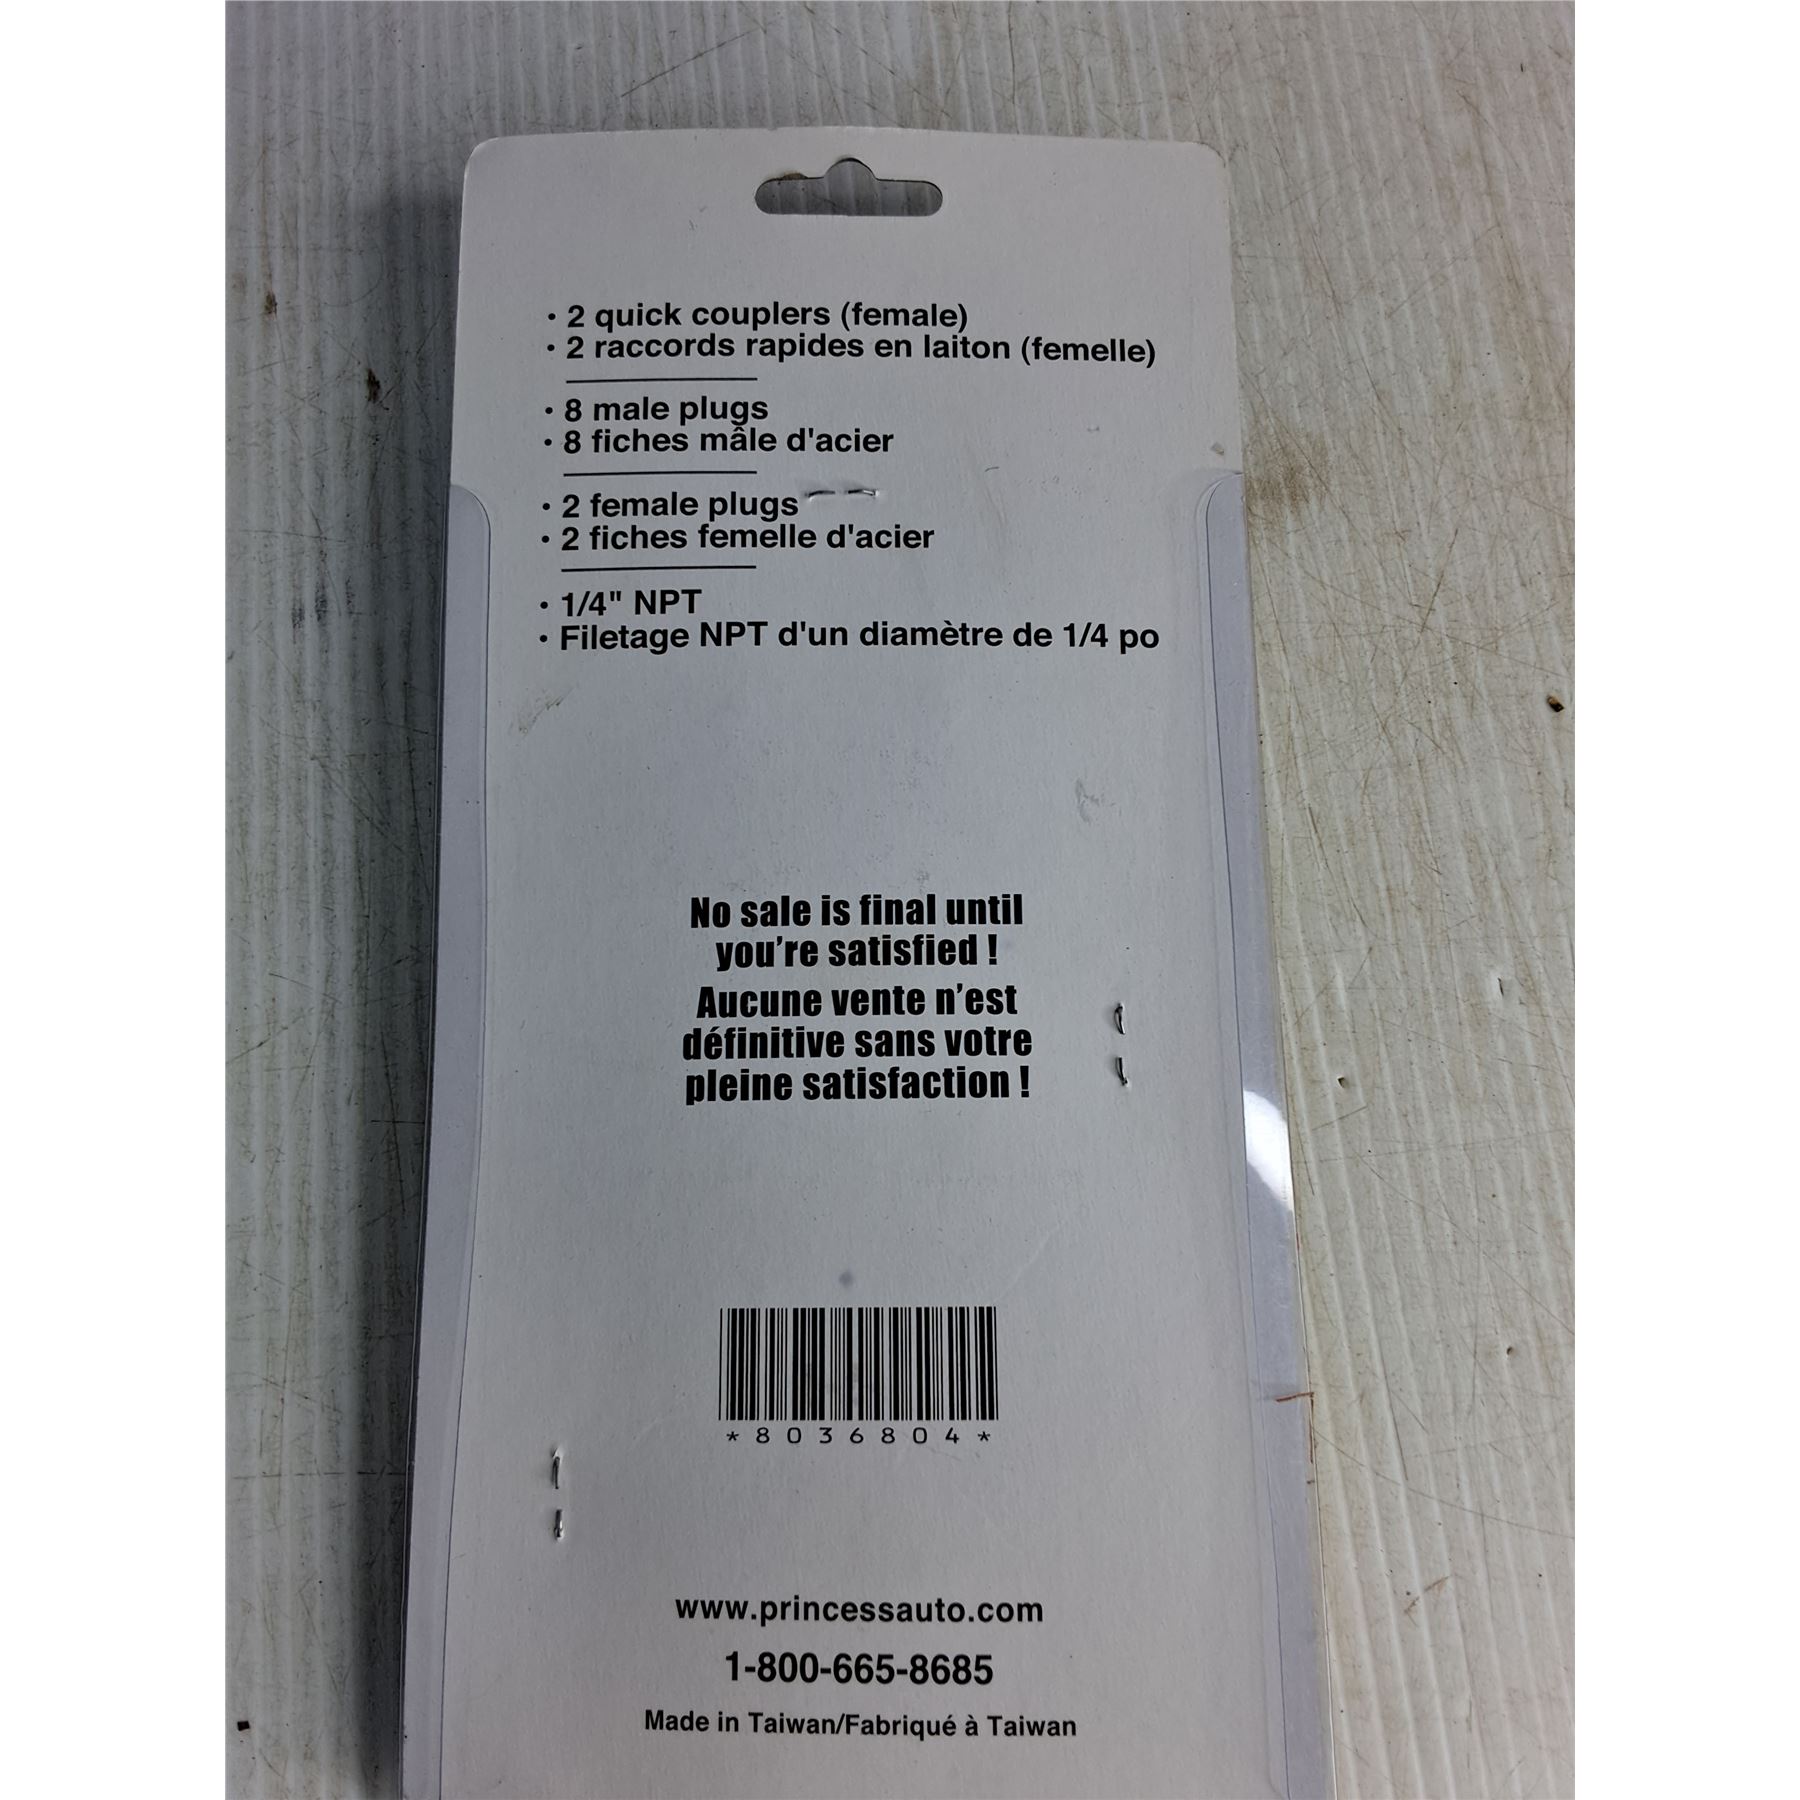 • 2 quick couplers (female)
• 2 raccords rapides en laiton (femelle)
• 8 male plugs
• 8 fiches mâle d'acier
• 2 female plugs
• 2 fiches femelle d'acier
• 1/4" NPT
• Filetage NPT d'un diamètre de 1/4 po
No sale is final until
you're satisfied !
Aucune vente n'est
définitive sans votre
pleine satisfaction !
*8036804*
www.princessauto.com
1-800-665-8685
Made in Taiwan/Fabriqué à Taiwan